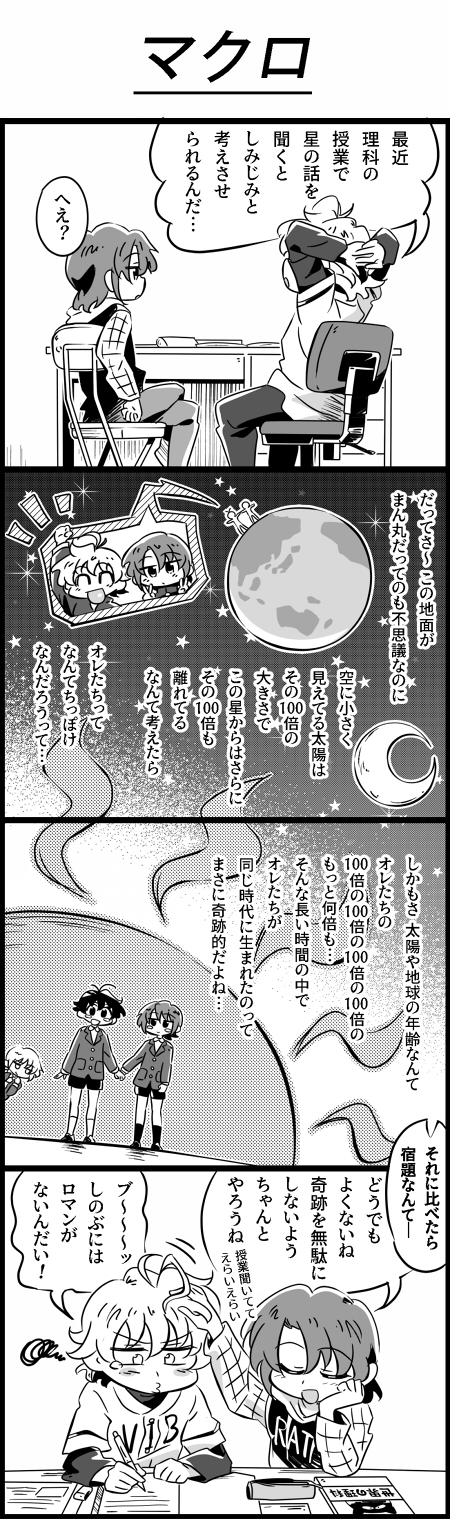 マクロ
最近
理科の
授業で
星の話を
聞くと
しみじみと
考えさせ
られるんだ…
へえ？
だってさ～この地面が
まん丸だってのも不思議なのに
空に小さく
見えてる太陽は
その100倍の
大きさで
この星からはさらに
その100倍も
離れてる
なんて考えたら
オレたちって
なんてちっぽけ
なんだろうって…
しかもさ 太陽や地球の年齢なんて
オレたちの
100倍の100倍の100倍の100倍の
もっと何倍も…
そんな長い時間の中で
オレたちが
同じ時代に生まれたのって
まさに奇跡的だよね…
それに比べたら
宿題なんて―
どうでも
よくないね
奇跡を無駄に
しないよう
ちゃんと
やろうね
授業聞いてて
えらいえらい
ブ～～～ッ
しのぶには
ロマンが
ないんだい！
VIB
RAT